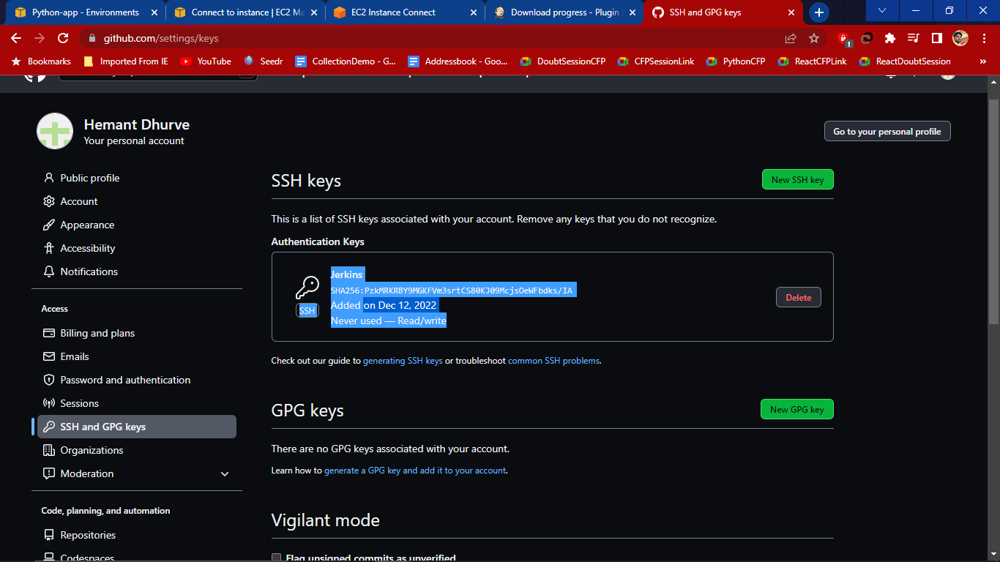 Python-app - Environments
Connect to instance | EC2 Ma
EC2 Instance Connect
Download progress - Plugin
SSH and GPG keys
github.com/settings/keys
1
Bookmarks
Imported From IE
YouTube
Seedr
CollectionDemo - G...
Addressbook - Goo...
DoubtSessionCFP
CFPSessionLink
PythonCFP
ReactCFPLink
ReactDoubtSession
»
Hemant Dhurve
Your personal account
Go to your personal profile
Public profile
Account
Appearance
Accessibility
Notifications
Access
Billing and plans
Emails
Password and authentication
Sessions
SSH and GPG keys
Organizations
Moderation
Code, planning, and automation
Repositories
Codespaces
SSH keys
New SSH key
This is a list of SSH keys associated with your account. Remove any keys that you do not recognize.
Authentication Keys
SSH
Jerkins
SHA256:PzkMRKRBY9MGKFVm3srtCS80KJ09McjsOeWFbdks/IA
Added on Dec 12, 2022
Never used — Read/write
Delete
Check out our guide to generating SSH keys or troubleshoot common SSH problems.
GPG keys
New GPG key
There are no GPG keys associated with your account.
Learn how to generate a GPG key and add it to your account.
Vigilant mode
Flag unsigned commits as unverified